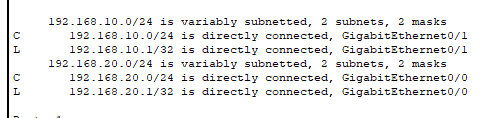 192.168.10.0/24 is variably subnetted, 2 subnets, 2 masks
C 192.168.10.0/24 is directly connected, GigabitEthernet0/1
L 192.168.10.1/32 is directly connected, GigabitEthernet0/1
192.168.20.0/24 is variably subnetted, 2 subnets, 2 masks
C 192.168.20.0/24 is directly connected, GigabitEthernet0/0
L 192.168.20.1/32 is directly connected, GigabitEthernet0/0